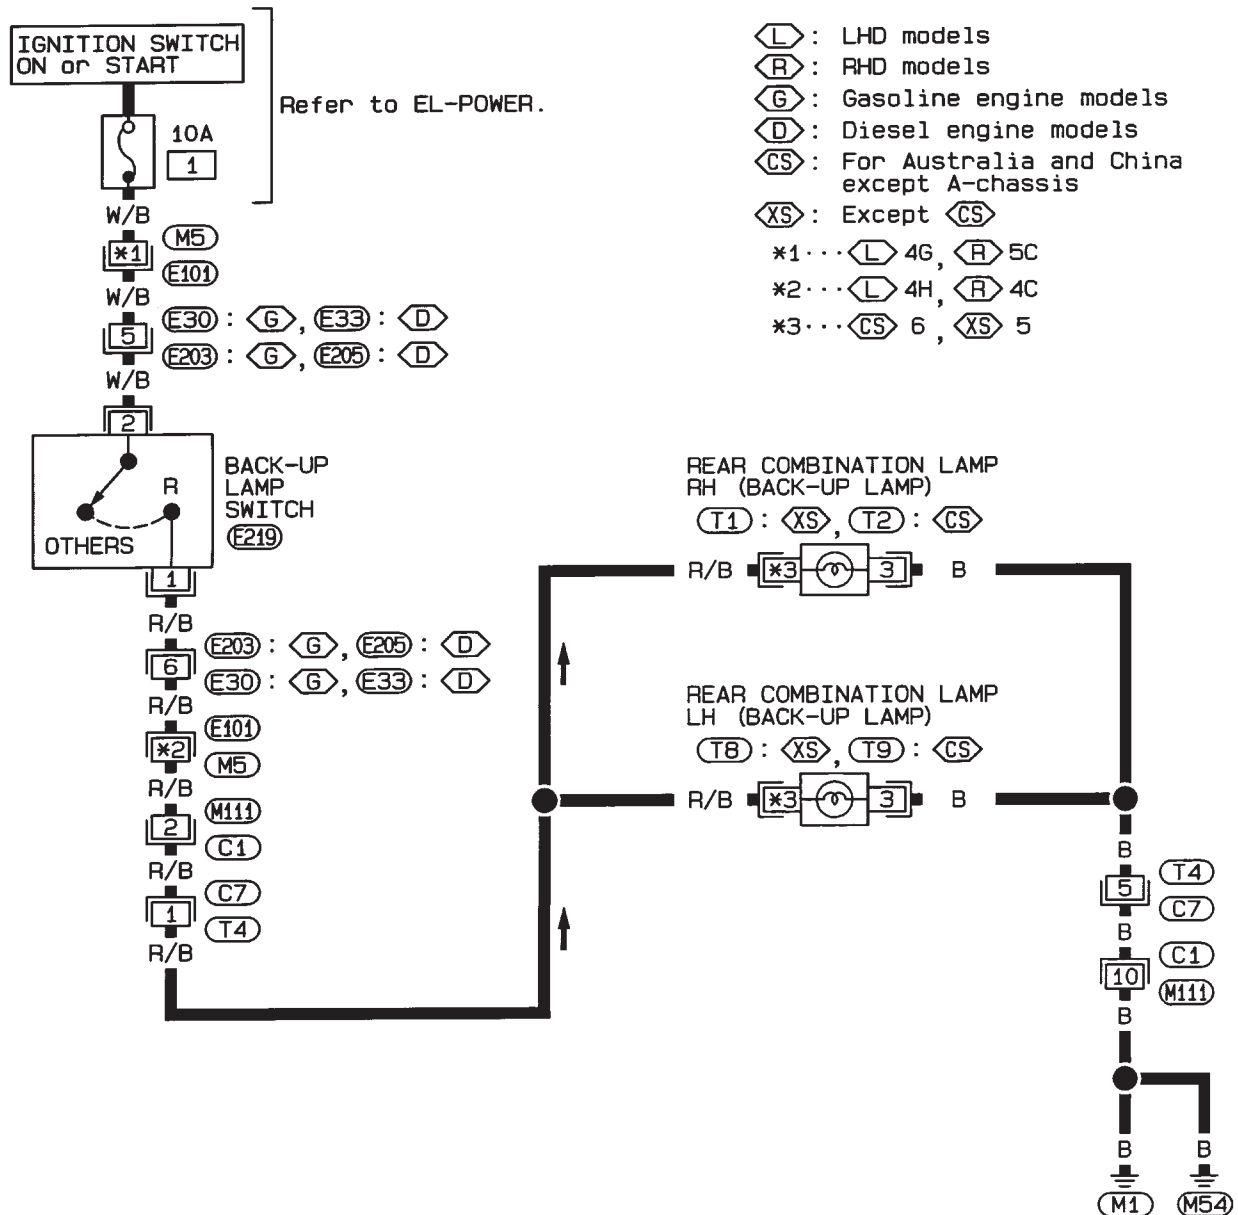 IGNITION SWITCH
ON or START
Refer to EL-POWER.
10A
1
W/B
*1
M5
E101
W/B
5
E30 : G , E33 : D
E203 : G , E205 : D
W/B
2
BACK-UP
LAMP
SWITCH
E219
R
OTHERS
1
R/B
6
E203 : G , E205 : D
E30 : G , E33 : D
R/B
*2
E101
M5
R/B
2
M111
C1
R/B
1
C7
T4
R/B
L : LHD models
R : RHD models
G : Gasoline engine models
D : Diesel engine models
CS : For Australia and China
except A-chassis
XS : Except CS
*1··· L 4G, R 5C
*2··· L 4H, R 4C
*3··· CS 6 , XS 5
REAR COMBINATION LAMP
RH (BACK-UP LAMP)
T1 : XS , T2 : CS
R/B *3 3 B
REAR COMBINATION LAMP
LH (BACK-UP LAMP)
T8 : XS , T9 : CS
R/B *3 3 B
B
5
T4
C7
B
10
C1
M111
B
B B
M1 M54